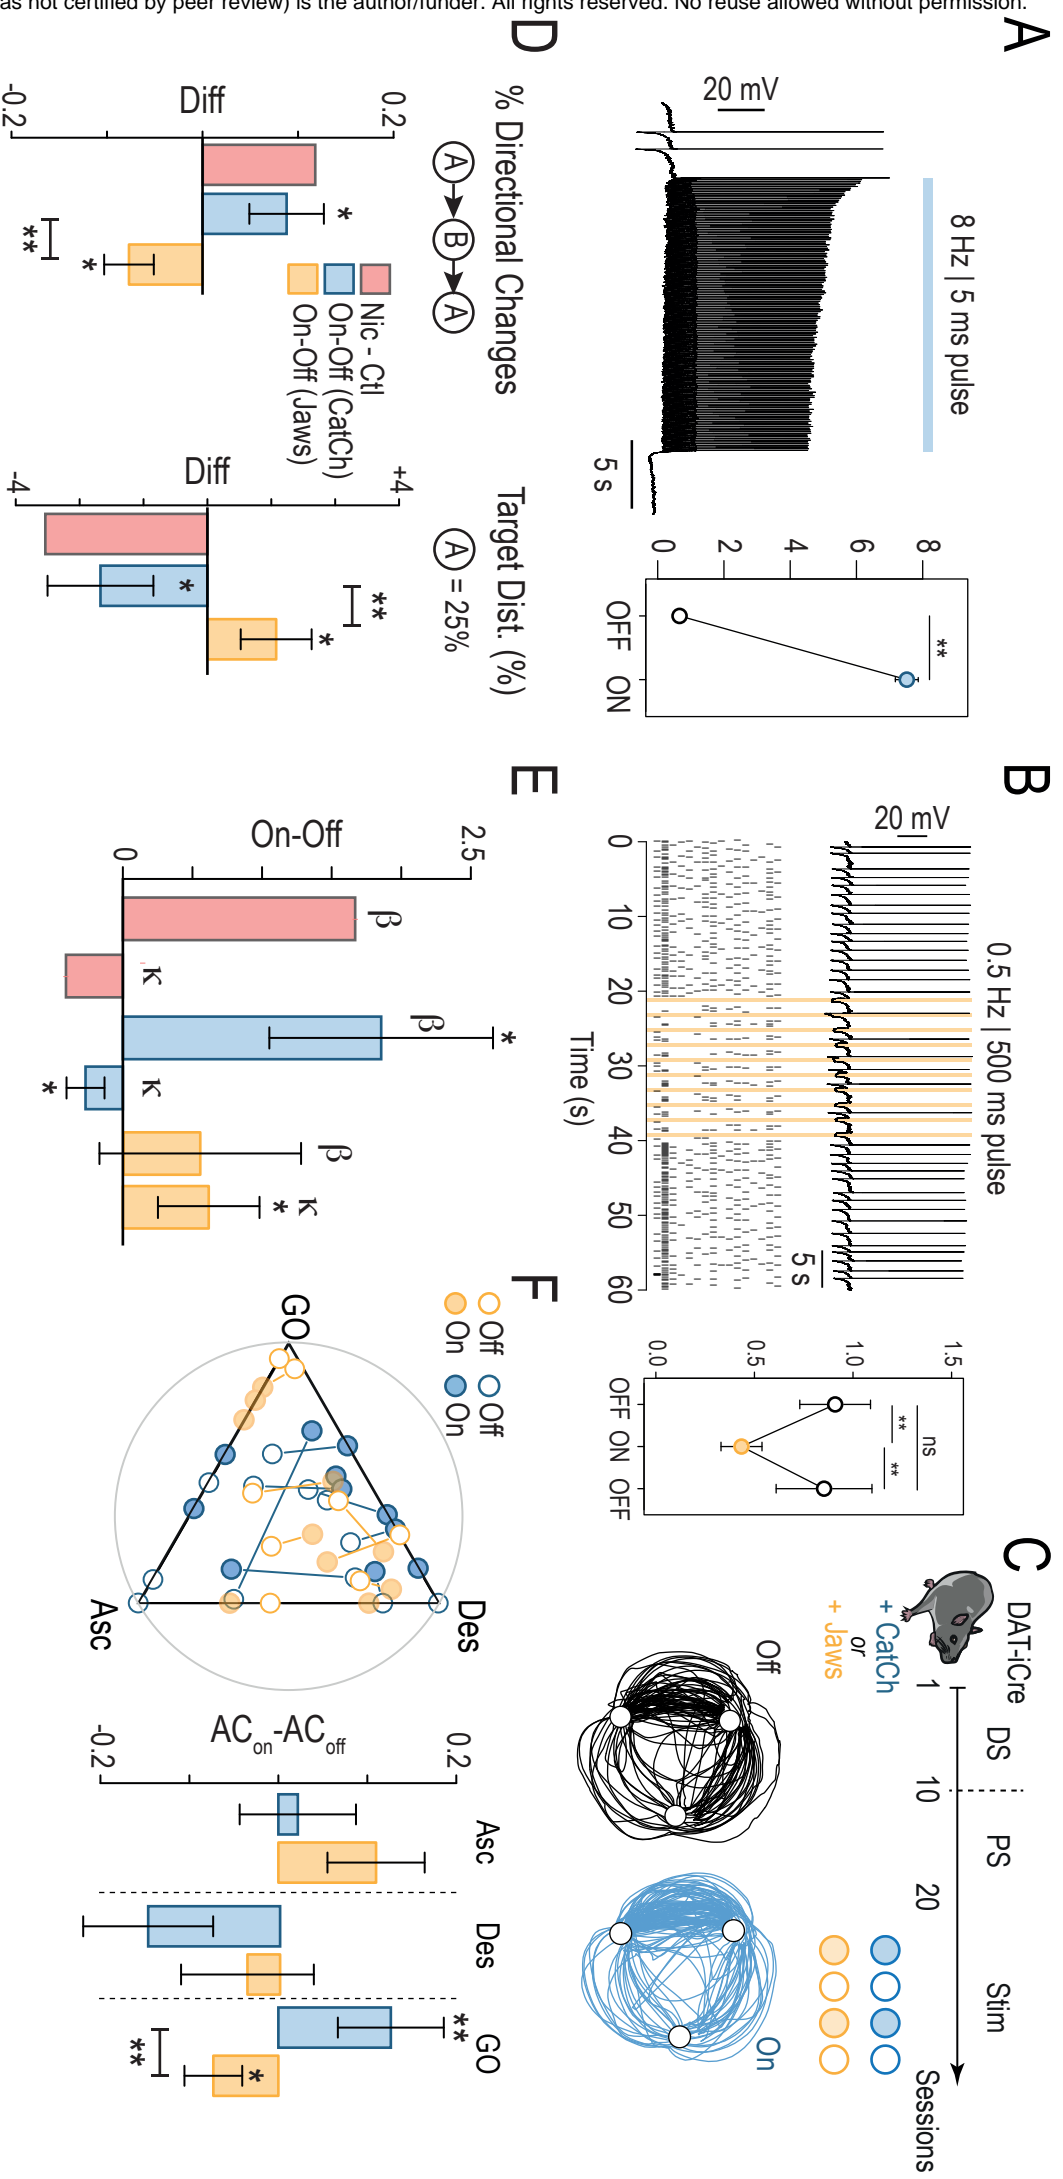 as not certified by peer review) is the author/funder. All rights reserved. No reuse allowed without permission.
A
20 mV
8 Hz | 5 ms pulse
5 s
0
2
4
6
8
OFF
ON
**
B
20 mV
0.5 Hz | 500 ms pulse
5 s
0
10
20
30
40
50
60
Time (s)
0.0
0.5
1.0
1.5
OFF
ON
OFF
**
**
ns
C
DAT-iCre
+ CatCh
or
+ Jaws
1
DS
10
PS
20
Stim
Sessions
Off
On
D
% Directional Changes
A
B
A
0.2
Diff
-0.2
*
*
**
Nic - Ctl
On-Off (CatCh)
On-Off (Jaws)
Target Dist. (%)
A = 25%
+4
Diff
-4
*
*
**
E
2.5
On-Off
0
β
κ
β
*
κ
*
β
κ
*
F
Off
Off
On
On
GO
Des
Asc
0.2
ACon-ACoff
-0.2
Asc
Des
GO
**
*
**